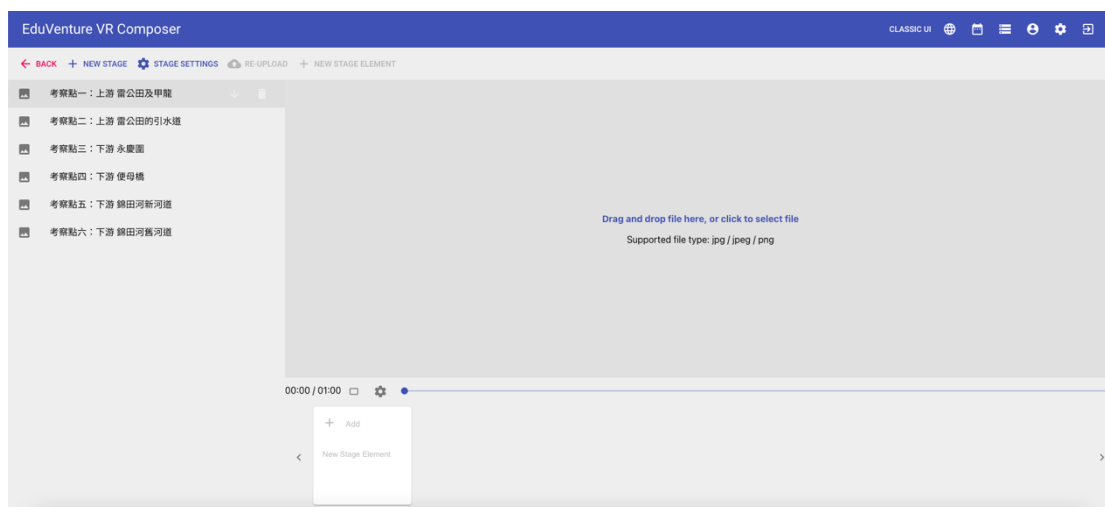 EduVenture VR Composer
CLASSIC UI
BACK
NEW STAGE
STAGE SETTINGS
RE-UPLOAD
NEW STAGE ELEMENT
考察點一：上游 雷公田及甲龍
考察點二：上游 雷公田的引水道
考察點三：下游 永慶圍
考察點四：下游 便母橋
考察點五：下游 錦田河新河道
考察點六：下游 錦田河舊河道
Drag and drop file here, or click to select file
Supported file type: jpg / jpeg / png
00:00 / 01:00
Add
New Stage Element